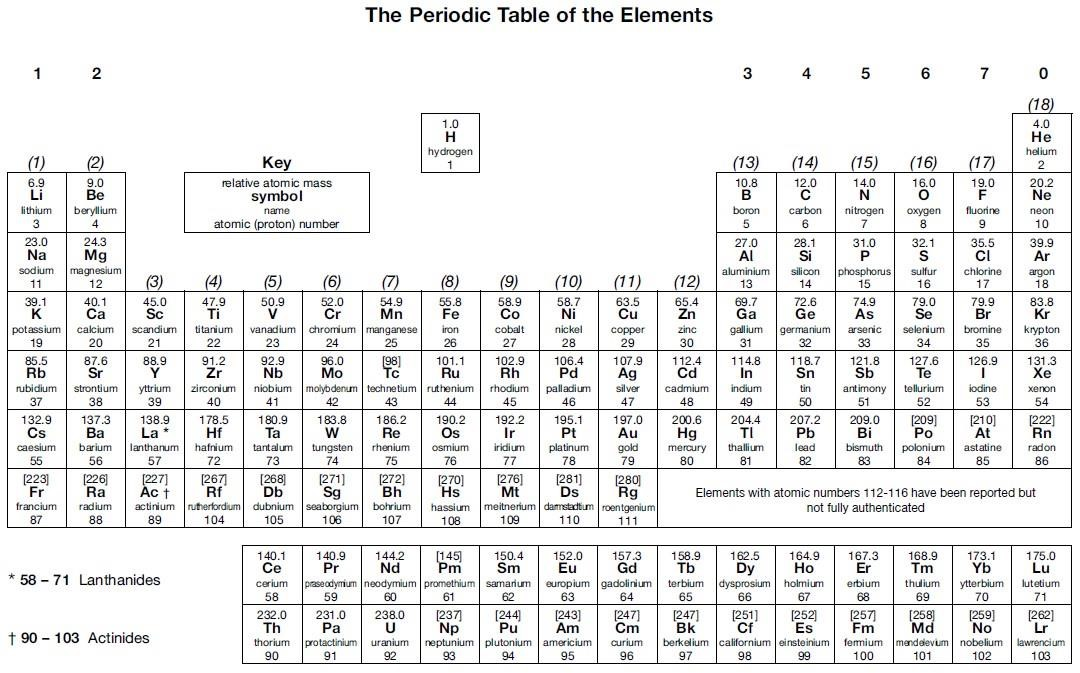 The Periodic Table of the Elements
1 2 3 4 5 6 7 0
(18)
1.0 4.0
H He
hydrogen helium
(1) (2) Key 1 (13) (14) (15) (16) (17) 2
6.9 9.0 relative atomic mass 10.8 12.0 14.0 16.0 19.0 20.2
Li Be symbol B C N O F Ne
lithium beryllium name boron carbon nitrogen oxygen fluorine neon
3 4 atomic (proton) number 5 6 7 8 9 10
23.0 24.3 27.0 28.1 31.0 32.1 35.5 39.9
Na Mg Al Si P S Cl Ar
sodium magnesium aluminium silicon phosphorus sulfur chlorine argon
11 12 (3) (4) (5) (6) (7) (8) (9) (10) (11) (12) 13 14 15 16 17 18
39.1 40.1 45.0 47.9 50.9 52.0 54.9 55.8 58.9 58.7 63.5 65.4 69.7 72.6 74.9 79.0 79.9 83.8
K Ca Sc Ti V Cr Mn Fe Co Ni Cu Zn Ga Ge As Se Br Kr
potassium calcium scandium titanium vanadium chromium manganese iron cobalt nickel copper zinc gallium germanium arsenic selenium bromine krypton
19 20 21 22 23 24 25 26 27 28 29 30 31 32 33 34 35 36
85.5 87.6 88.9 91.2 92.9 96.0 [98] 101.1 102.9 106.4 107.9 112.4 114.8 118.7 121.8 127.6 126.9 131.3
Rb Sr Y Zr Nb Mo Tc Ru Rh Pd Ag Cd In Sn Sb Te I Xe
rubidium strontium yttrium zirconium niobium molybdenum technetium ruthenium rhodium palladium silver cadmium indium tin antimony tellurium iodine xenon
37 38 39 40 41 42 43 44 45 46 47 48 49 50 51 52 53 54
132.9 137.3 138.9 178.5 180.9 183.8 186.2 190.2 192.2 195.1 197.0 200.6 204.4 207.2 209.0 [209] [210] [222]
Cs Ba La * Hf Ta W Re Os Ir Pt Au Hg Tl Pb Bi Po At Rn
caesium barium lanthanum hafnium tantalum tungsten rhenium osmium iridium platinum gold mercury thallium lead bismuth polonium astatine radon
55 56 57 72 73 74 75 76 77 78 79 80 81 82 83 84 85 86
[223] [226] [227] [267] [268] [271] [272] [270] [276] [281] [280]
Fr Ra Ac † Rf Db Sg Bh Hs Mt Ds Rg Elements with atomic numbers 112-116 have been reported but
francium radium actinium rutherfordium dubnium seaborgium bohrium hassium meitnerium darmstadtium roentgenium not fully authenticated
87 88 89 104 105 106 107 108 109 110 111
140.1 140.9 144.2 [145] 150.4 152.0 157.3 158.9 162.5 164.9 167.3 168.9 173.1 175.0
* 58 – 71 Lanthanides Ce Pr Nd Pm Sm Eu Gd Tb Dy Ho Er Tm Yb Lu
cerium praseodymium neodymium promethium samarium europium gadolinium terbium dysprosium holmium erbium thulium ytterbium lutetium
58 59 60 61 62 63 64 65 66 67 68 69 70 71
232.0 231.0 238.0 [237] [244] [243] [247] [247] [251] [252] [257] [258] [259] [262]
† 90 – 103 Actinides Th Pa U Np Pu Am Cm Bk Cf Es Fm Md No Lr
thorium protactinium uranium neptunium plutonium americium curium berkelium californium einsteinium fermium mendelevium nobelium lawrencium
90 91 92 93 94 95 96 97 98 99 100 101 102 103